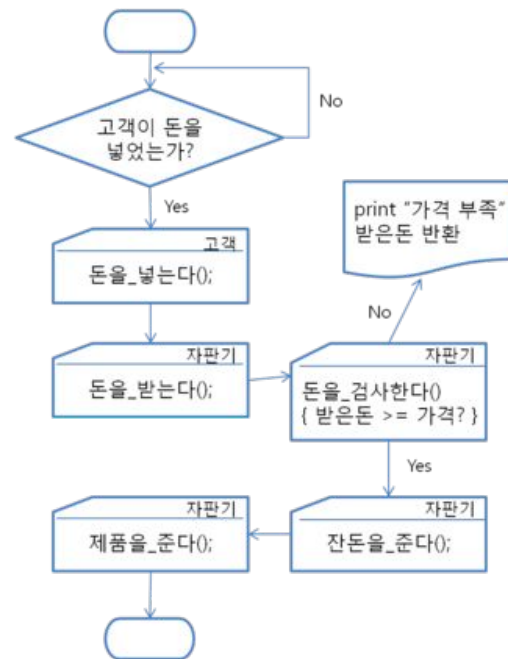 고객이 돈을
넣었는가?
No
Yes
고객
돈을_넣는다();
print "가격 부족"
받은돈 반환
No
자판기
돈을_받는다();
자판기
돈을_검사한다()
{ 받은돈 >= 가격? }
Yes
자판기
제품을_준다();
자판기
잔돈을_준다();